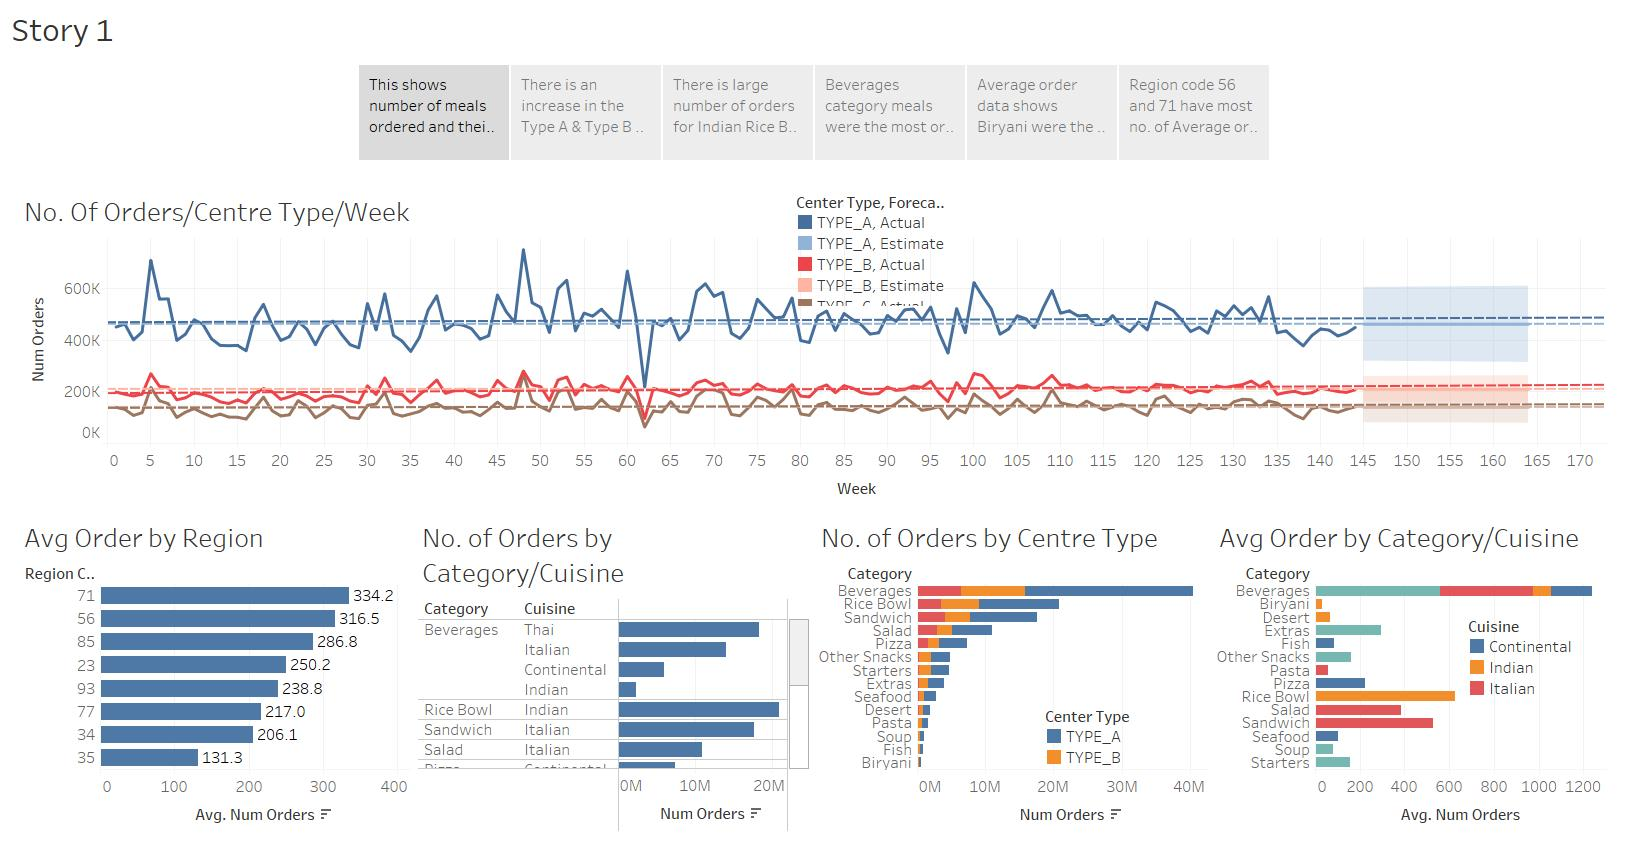 Story 1
This shows
number of meals
ordered and thei..
There is an
increase in the
Type A & Type B ..
There is large
number of orders
for Indian Rice B..
Beverages
category meals
were the most or..
Average order
data shows
Biryani were the ..
Region code 56
and 71 have most
no. of Average or..
No. Of Orders/Centre Type/Week
Center Type, Foreca..
TYPE_A, Actual
TYPE_A, Estimate
TYPE_B, Actual
TYPE_B, Estimate
TYPE_C, Actual
Num Orders
600K
400K
200K
0K
0 5 10 15 20 25 30 35 40 45 50 55 60 65 70 75 80 85 90 95 100 105 110 115 120 125 130 135 140 145 150 155 160 165 170
Week
Avg Order by Region
Region C..
71 334.2
56 316.5
85 286.8
23 250.2
93 238.8
77 217.0
34 206.1
35 131.3
0 100 200 300 400
Avg. Num Orders
No. of Orders by
Category/Cuisine
Category Cuisine
Beverages Thai
Italian
Continental
Indian
Rice Bowl Indian
Sandwich Italian
Salad Italian
Pizza Continental
0M 10M 20M
Num Orders
No. of Orders by Centre Type
Category
Beverages
Rice Bowl
Sandwich
Salad
Pizza
Other Snacks
Starters
Extras
Seafood
Desert
Pasta
Soup
Fish
Biryani
Center Type
TYPE_A
TYPE_B
0M 10M 20M 30M 40M
Num Orders
Avg Order by Category/Cuisine
Category
Beverages
Biryani
Desert
Extras
Fish
Other Snacks
Pasta
Pizza
Rice Bowl
Salad
Sandwich
Seafood
Soup
Starters
Cuisine
Continental
Indian
Italian
0 200 400 600 800 1000 1200
Avg. Num Orders